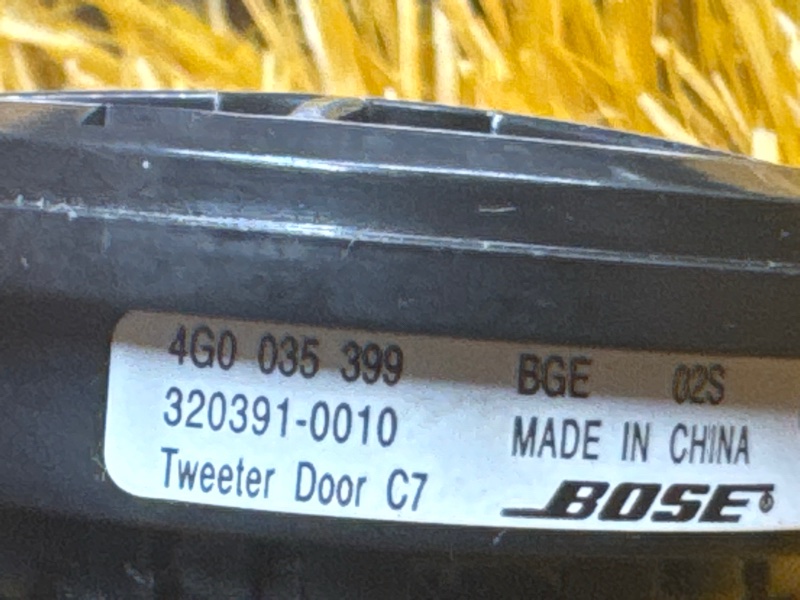 4G0 035 399 BGE 02S
320391-0010 MADE IN CHINA
Tweeter Door C7 BOSE®